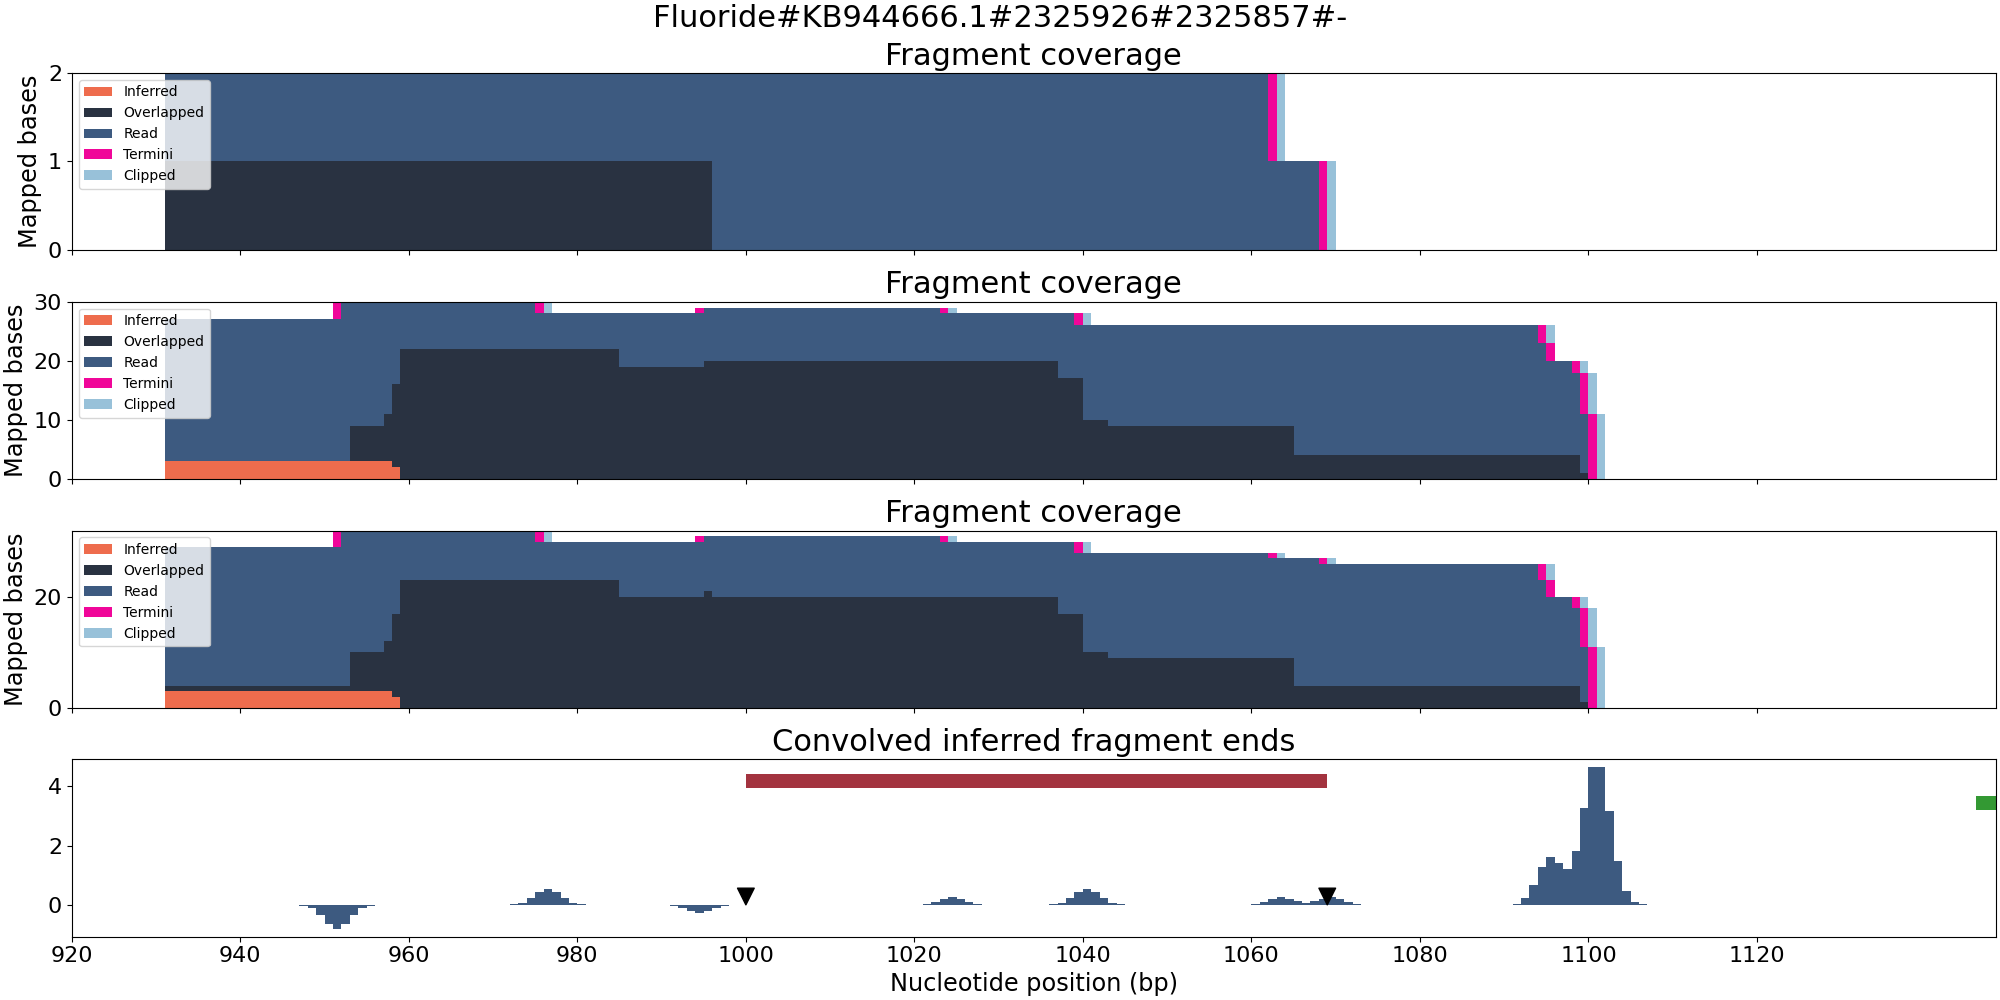 Fluoride#KB944666.1#2325926#2325857#-
Fragment coverage
Mapped bases
2
1
0
Inferred
Overlapped
Read
Termini
Clipped
Fragment coverage
Mapped bases
30
20
10
0
Inferred
Overlapped
Read
Termini
Clipped
Fragment coverage
Mapped bases
20
0
Inferred
Overlapped
Read
Termini
Clipped
Convolved inferred fragment ends
4
2
0
920 940 960 980 1000 1020 1040 1060 1080 1100 1120
Nucleotide position (bp)